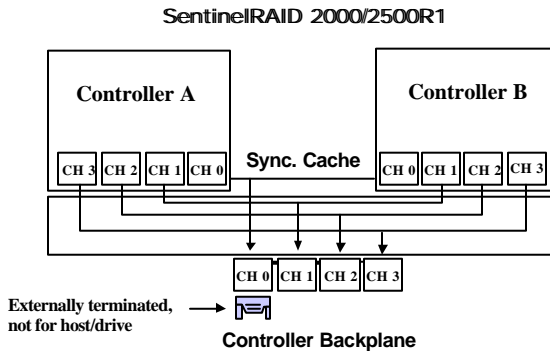 SentinelRAID 2000/2500R1
Controller A
Controller B
CH 3 CH 2 CH 1 CH 0
Sync. Cache
CH 0 CH 1 CH 2 CH 3
CH 0 CH 1 CH 2 CH 3
Externally terminated,
not for host/drive
Controller Backplane